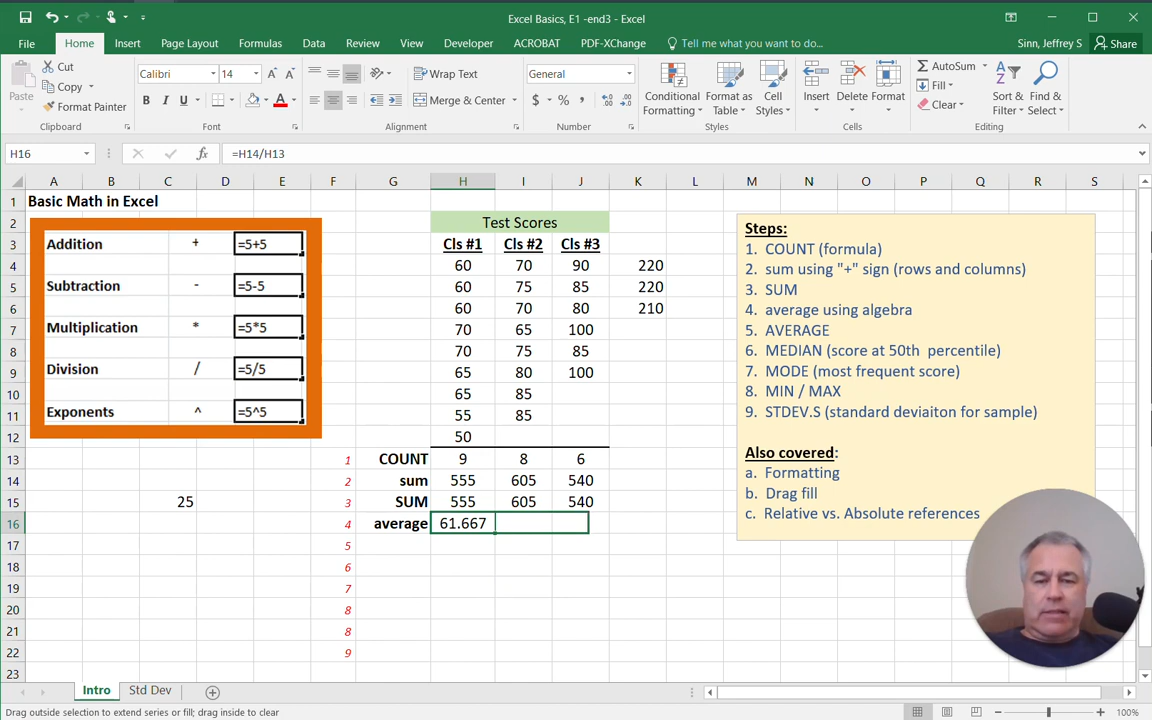 Excel Basics, E1 -end3 - Excel
File Home Insert Page Layout Formulas Data Review View Developer ACROBAT PDF-XChange Tell me what you want to do... Sinn, Jeffrey S Share
Paste Cut Copy Format Painter
Clipboard
Calibri 14 A A
B I U A
Font
Wrap Text
Merge & Center
Alignment
General
$ % , .0 .00
Number
Conditional Formatting Format as Table Cell Styles
Styles
Insert Delete Format
Cells
AutoSum Fill Clear Sort & Filter Find & Select
Editing
H16 fx =H14/H13
A B C D E F G H I J K L M N O P Q R S
1 Basic Math in Excel
2 Test Scores
3 Cls #1 Cls #2 Cls #3
4 60 70 90 220
5 60 75 85 220
6 60 70 80 210
7 70 65 100
8 70 75 85
9 65 80 100
10 65 85
11 55 85
12 50
13 1 COUNT 9 8 6
14 2 sum 555 605 540
15 25 3 SUM 555 605 540
16 4 average 61.667
17 5
18 6
19 7
20 8
21 8
22 9
23
Addition + =5+5
Subtraction - =5-5
Multiplication * =5*5
Division / =5/5
Exponents ^ =5^5
Steps:
1. COUNT (formula)
2. sum using "+" sign (rows and columns)
3. SUM
4. average using algebra
5. AVERAGE
6. MEDIAN (score at 50th percentile)
7. MODE (most frequent score)
8. MIN / MAX
9. STDEV.S (standard deviaiton for sample)
Also covered:
a. Formatting
b. Drag fill
c. Relative vs. Absolute references
Intro Std Dev
Drag outside selection to extend series or fill; drag inside to clear
100%